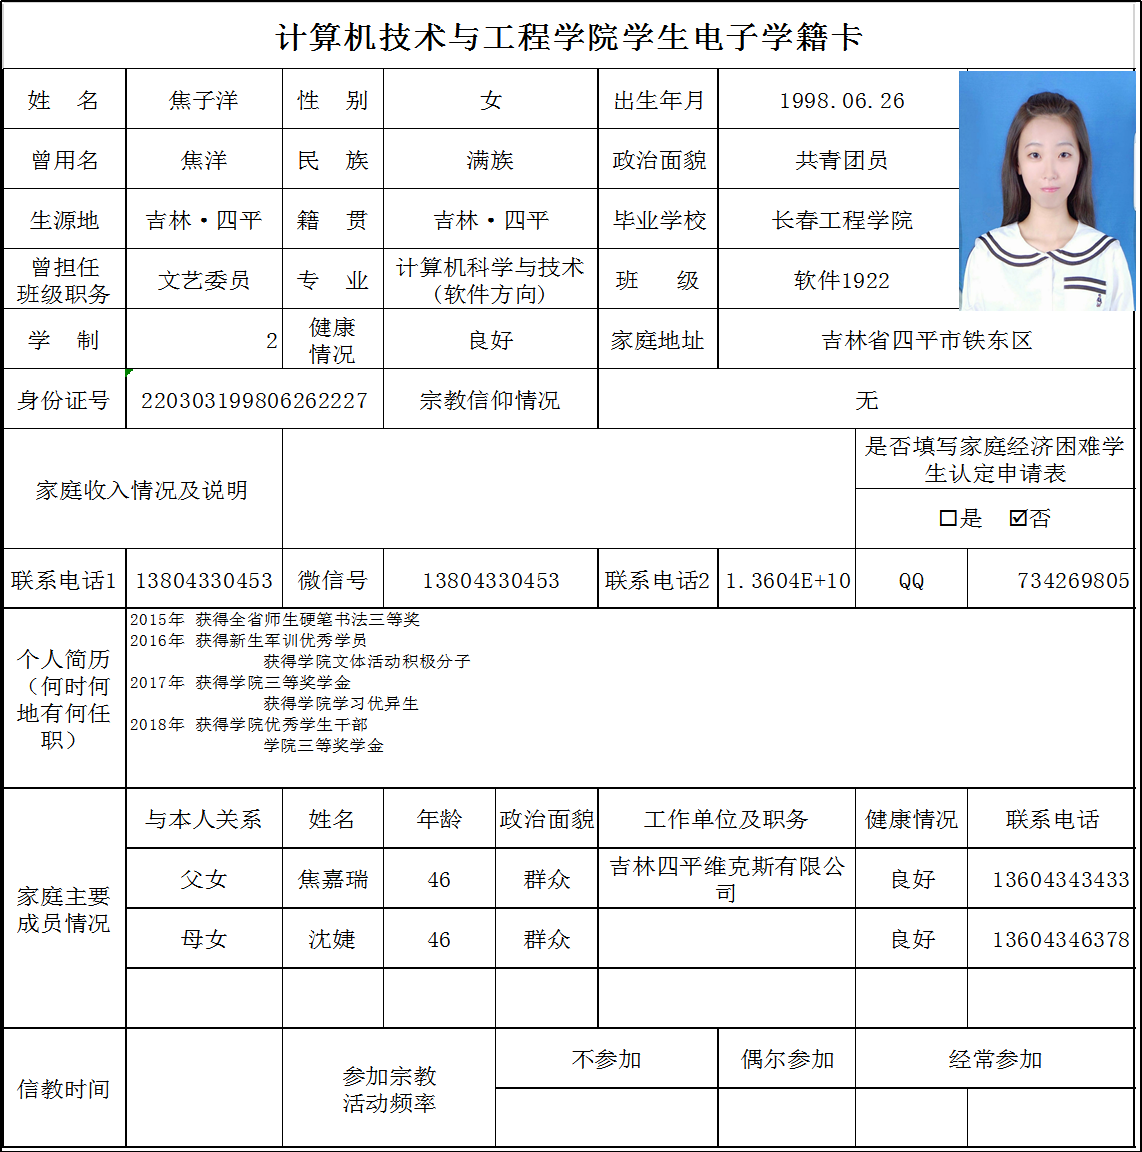 计算机技术与工程学院学生电子学籍卡
姓 名 焦子洋 性 别 女 出生年月 1998.06.26
曾用名 焦洋 民 族 满族 政治面貌 共青团员
生源地 吉林·四平 籍 贯 吉林·四平 毕业学校 长春工程学院
曾担任
班级职务 文艺委员 专 业 计算机科学与技术
(软件方向) 班 级 软件1922
学 制 2 健康
情况 良好 家庭地址 吉林省四平市铁东区
身份证号 220303199806262227 宗教信仰情况 无
家庭收入情况及说明
是否填写家庭经济困难学
生认定申请表
☐是 ☑否
联系电话1 13804330453 微信号 13804330453 联系电话2 1.3604E+10 QQ 734269805
个人简历
（何时何
地有何任
职）
2015年 获得全省师生硬笔书法三等奖
2016年 获得新生军训优秀学员
获得学院文体活动积极分子
2017年 获得学院三等奖学金
获得学院学习优异生
2018年 获得学院优秀学生干部
学院三等奖学金
家庭主要
成员情况
与本人关系 姓名 年龄 政治面貌 工作单位及职务 健康情况 联系电话
父女 焦嘉瑞 46 群众 吉林四平维克斯有限公
司 良好 13604343433
母女 沈婕 46 群众 良好 13604346378
信教时间 参加宗教
活动频率 不参加 偶尔参加 经常参加